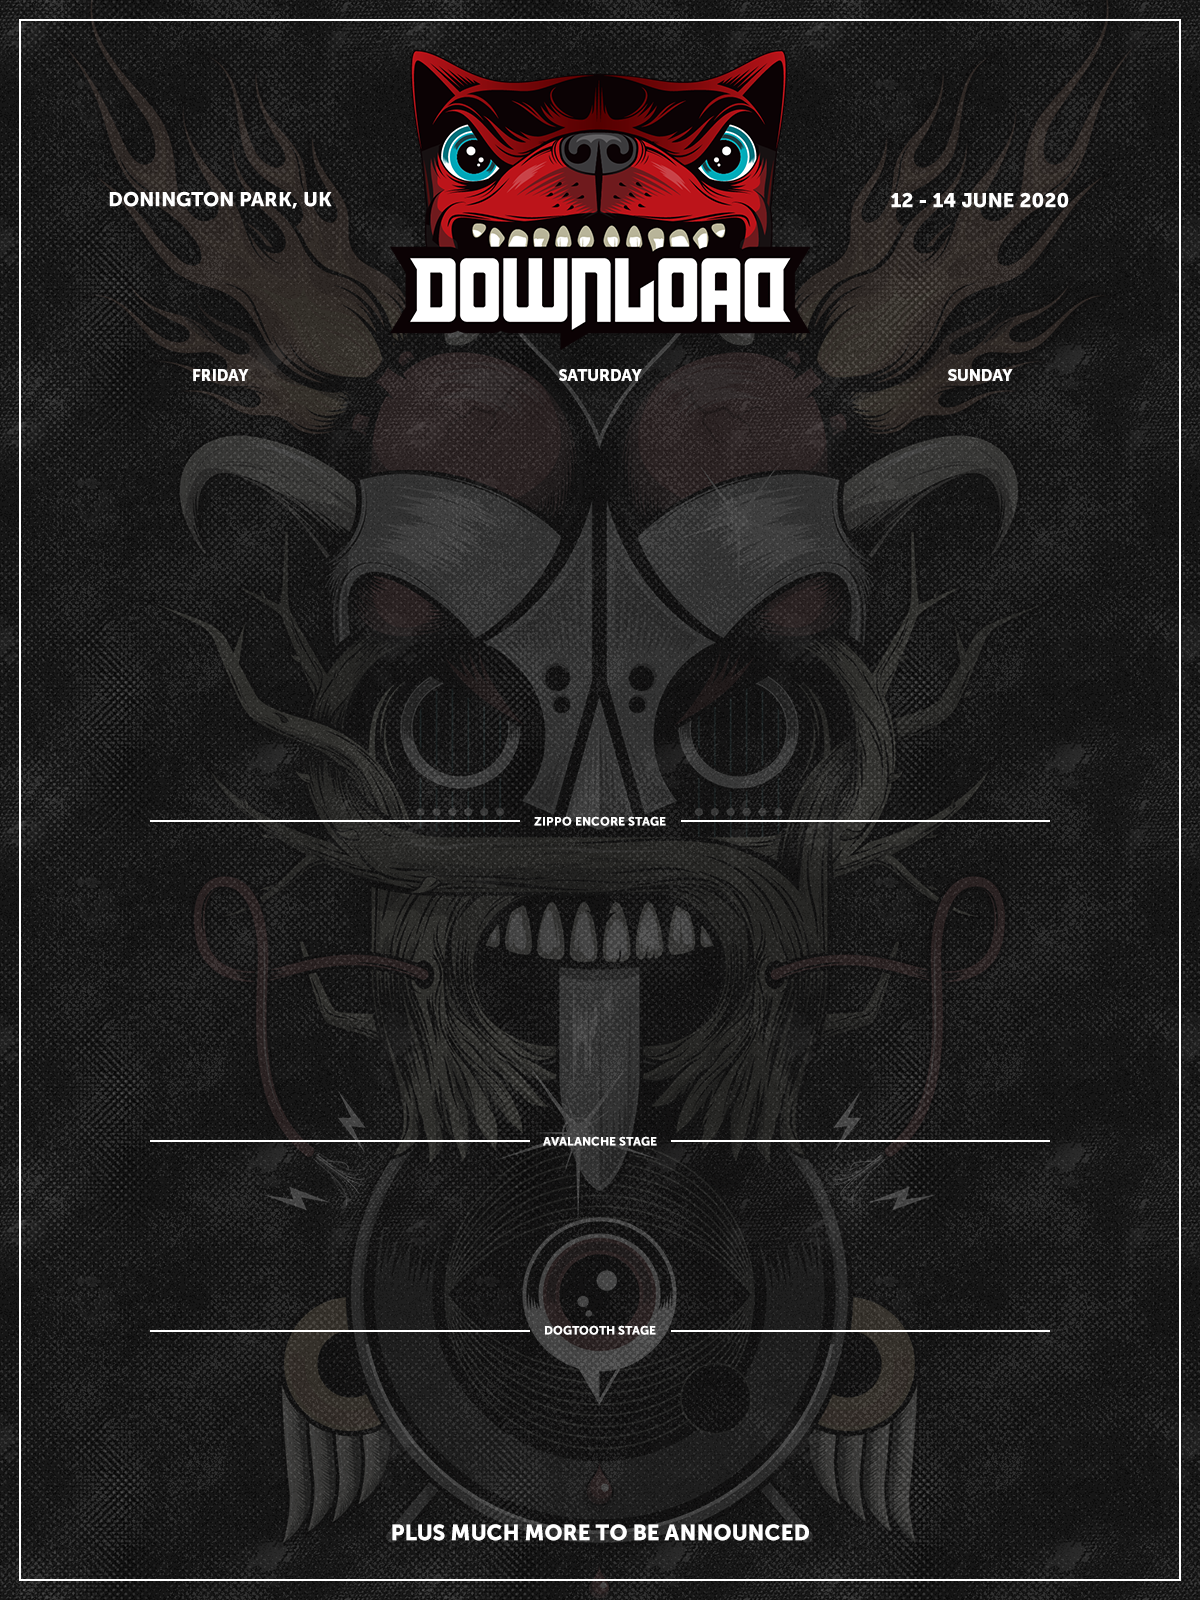 DONINGTON PARK, UK
DOWNLOAD
12 - 14 JUNE 2020
FRIDAY
SATURDAY
SUNDAY
ZIPPO ENCORE STAGE
AVALANCHE STAGE
DOGTOOTH STAGE
PLUS MUCH MORE TO BE ANNOUNCED